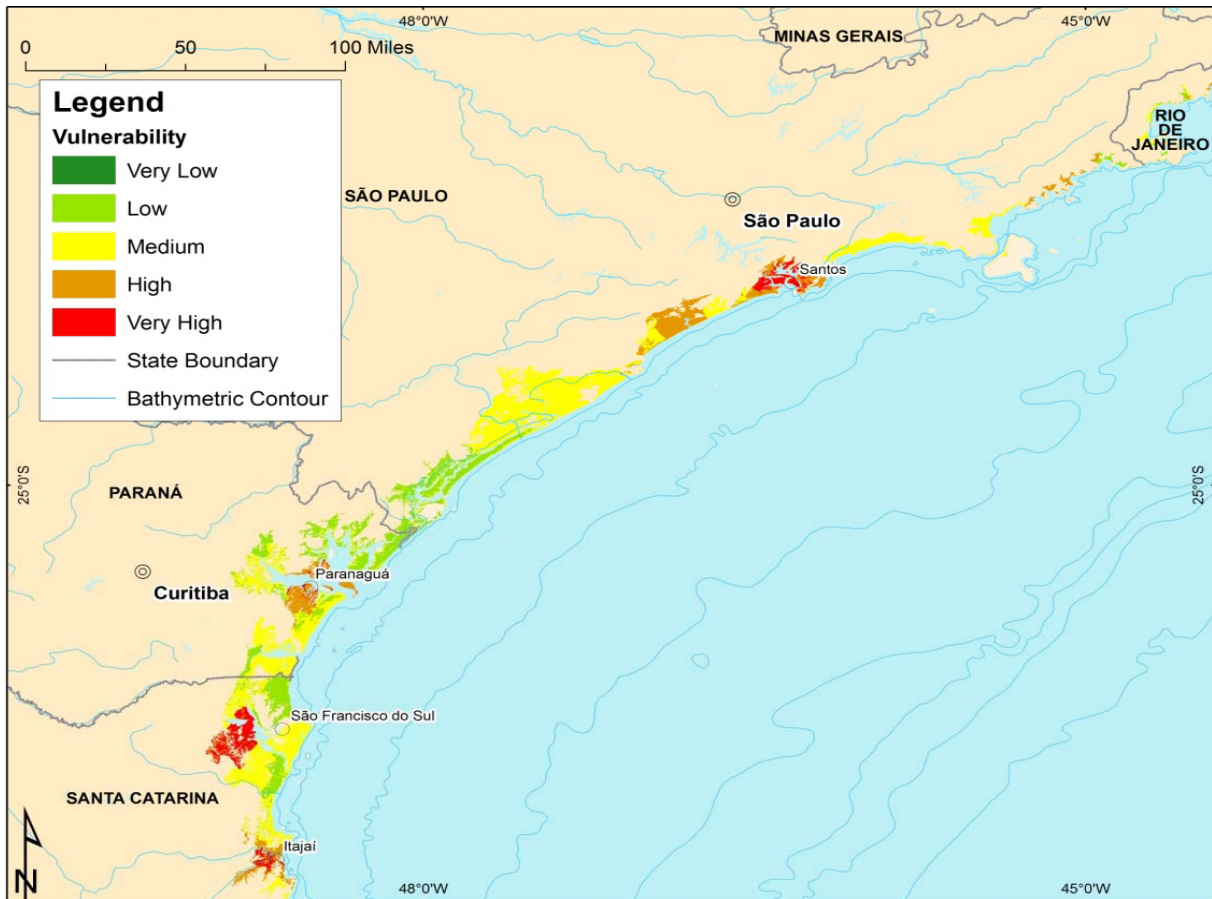 48°0'W
45°0'W
0 50 100 Miles
MINAS GERAIS
Legend
Vulnerability
Very Low
Low
Medium
High
Very High
State Boundary
Bathymetric Contour
RIO
DE
JANEIRO
SÃO PAULO
São Paulo
Santos
25°0'S
25°0'S
PARANÁ
Paranaguá
Curitiba
São Francisco do Sul
SANTA CATARINA
Itajaí
N
48°0'W
45°0'W